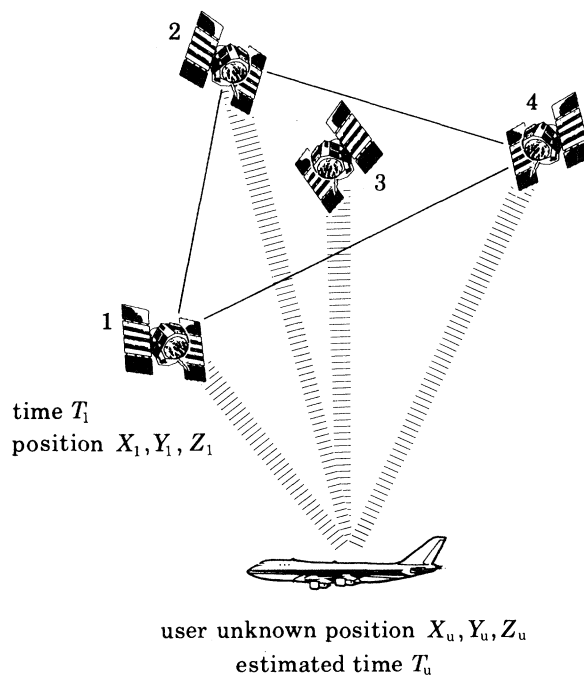 2
4
3
1
time T₁
position X₁, Y₁, Z₁
user unknown position Xᵤ, Yᵤ, Zᵤ
estimated time Tᵤ